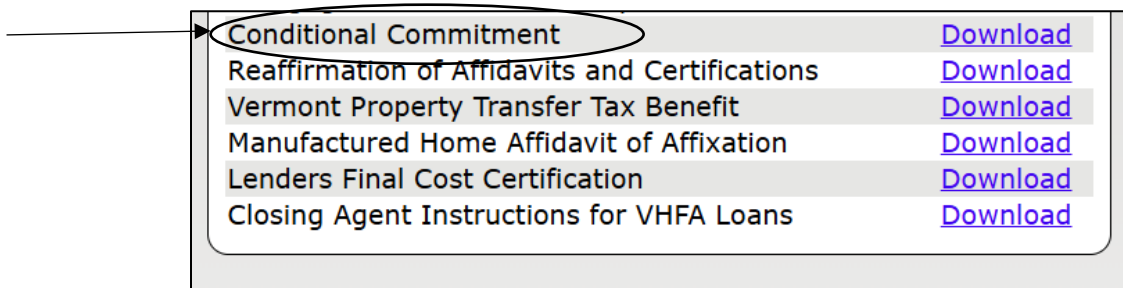 Conditional Commitment Download
Reaffirmation of Affidavits and Certifications Download
Vermont Property Transfer Tax Benefit Download
Manufactured Home Affidavit of Affixation Download
Lenders Final Cost Certification Download
Closing Agent Instructions for VHFA Loans Download